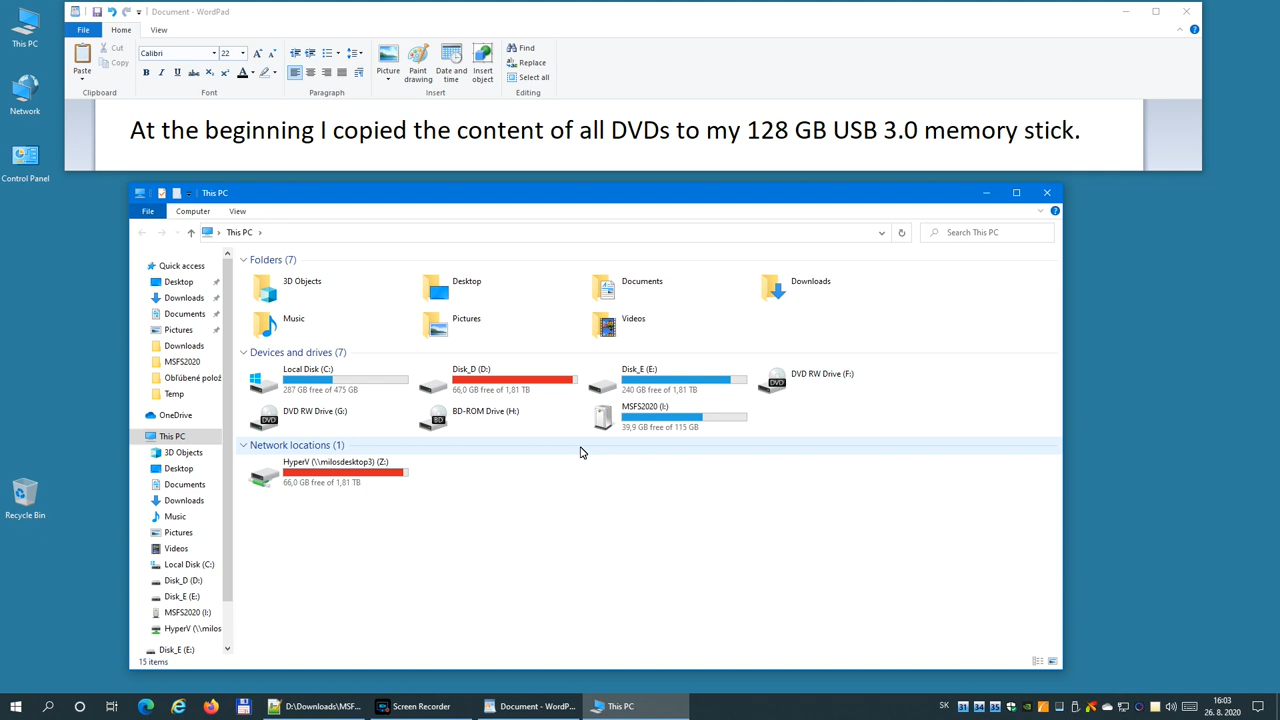 Document - WordPad
This PC
File Home View
Cut
Copy
Paste
Calibri 22
Picture
Paint drawing
Date and time
Insert object
Find
Replace
Select all
Clipboard Font Paragraph Insert Editing
Network
Control Panel
At the beginning I copied the content of all DVDs to my 128 GB USB 3.0 memory stick.
This PC
File Computer View
This PC
Search This PC
Quick access
Desktop
Downloads
Documents
Pictures
Downloads
MSFS2020
Obľúbené polož
Temp
OneDrive
This PC
3D Objects
Desktop
Documents
Downloads
Music
Pictures
Videos
Local Disk (C:)
Disk_D (D:)
Disk_E (E:)
MSFS2020 (I:)
HyperV (\\milos
Disk_E (E:)
Folders (7)
3D Objects Desktop Documents Downloads
Music Pictures Videos
Devices and drives (7)
Local Disk (C:)
287 GB free of 475 GB
Disk_D (D:)
66,0 GB free of 1,81 TB
Disk_E (E:)
240 GB free of 1,81 TB
DVD RW Drive (F:)
DVD RW Drive (G:)
BD-ROM Drive (H:)
MSFS2020 (I:)
39,9 GB free of 115 GB
Network locations (1)
HyperV (\\milosdesktop3) (Z:)
66,0 GB free of 1,81 TB
15 items
Recycle Bin
D:\Downloads\MSF... Screen Recorder Document - WordP... This PC
SK 31 34 35
16:03
26. 8. 2020